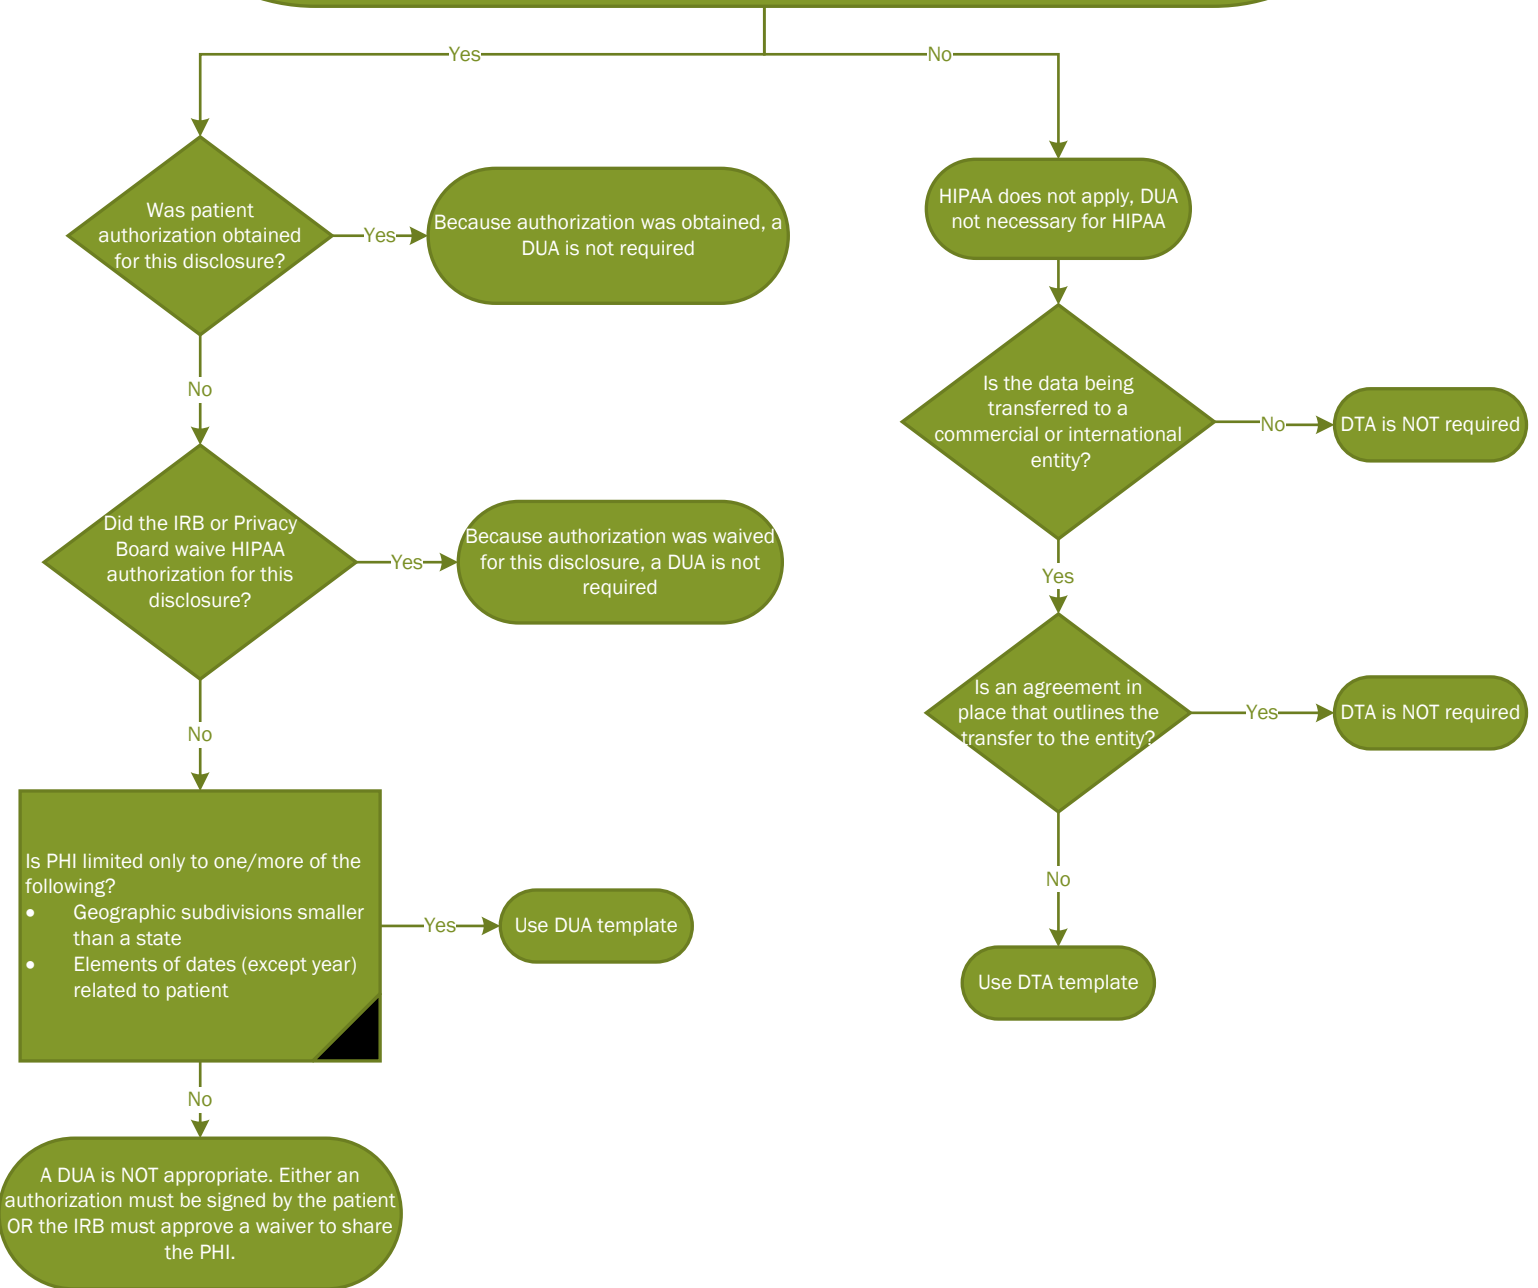 Yes
No
Was patient
authorization obtained
for this disclosure?
Yes
Because authorization was obtained, a
DUA is not required
HIPAA does not apply, DUA
not necessary for HIPAA
No
Is the data being
transferred to a
commercial or international
entity?
No
DTA is NOT required
Did the IRB or Privacy
Board waive HIPAA
authorization for this
disclosure?
Yes
Because authorization was waived
for this disclosure, a DUA is not
required
Yes
Is an agreement in
place that outlines the
transfer to the entity?
Yes
DTA is NOT required
No
Is PHI limited only to one/more of the
following?
• Geographic subdivisions smaller
than a state
• Elements of dates (except year)
related to patient
Yes
Use DUA template
No
Use DTA template
No
A DUA is NOT appropriate. Either an
authorization must be signed by the patient
OR the IRB must approve a waiver to share
the PHI.